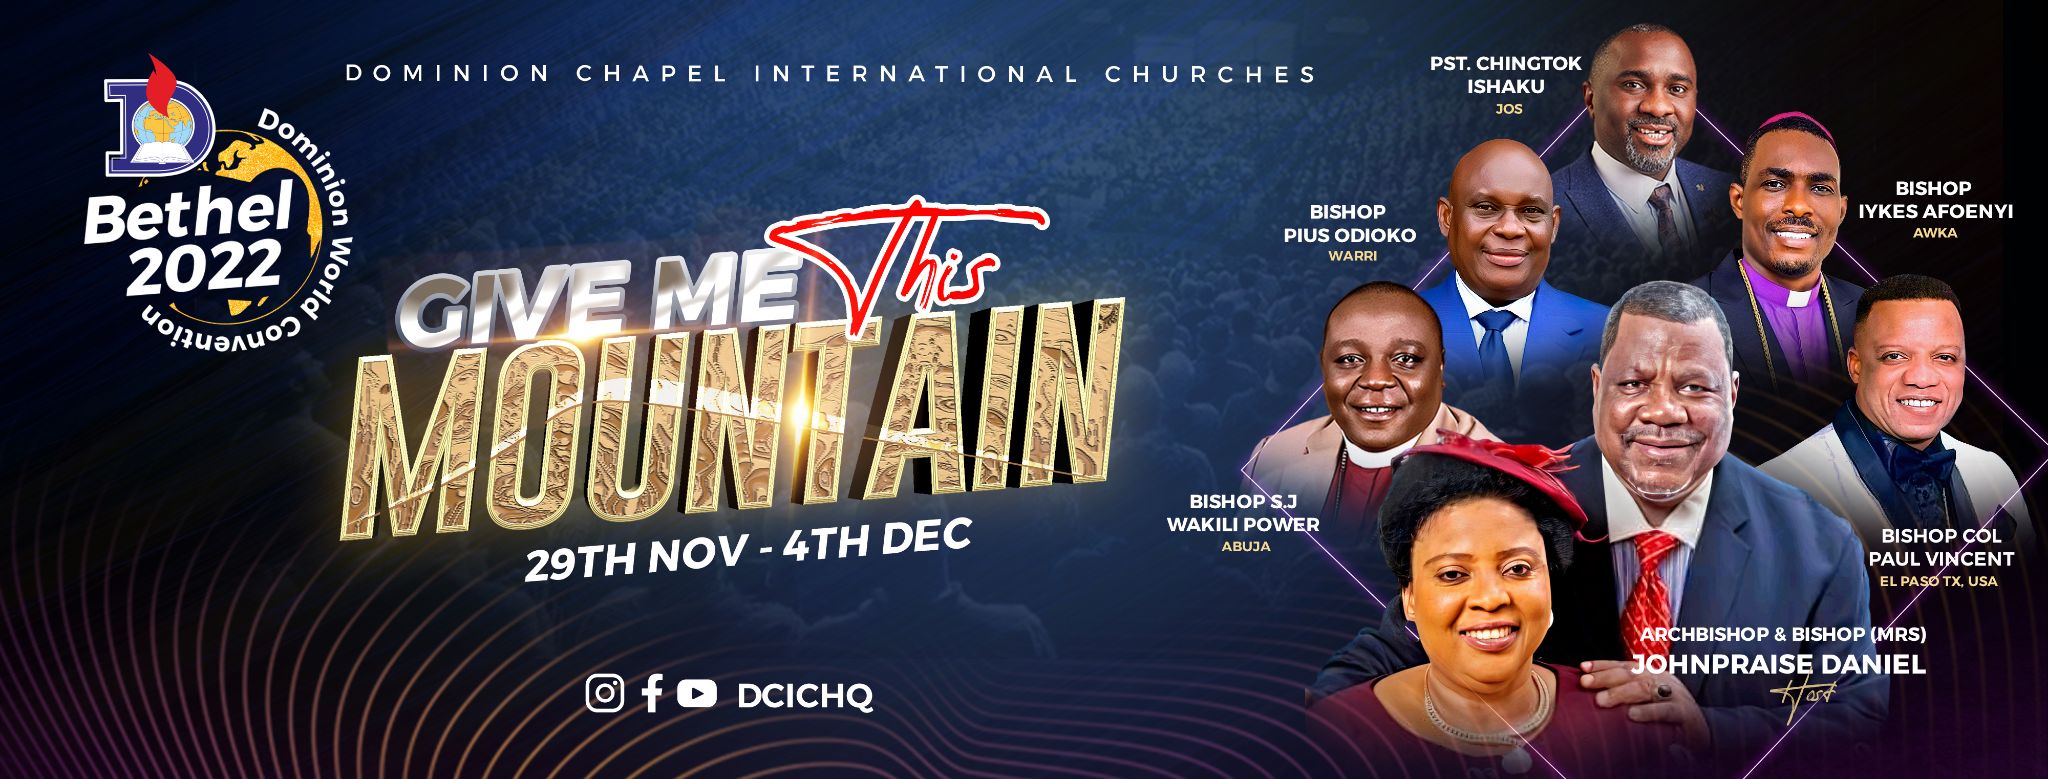 DOMINION CHAPEL INTERNATIONAL CHURCHES
D
Bethel
2022
Dominion World Convention
GIVE ME This
MOUNTAIN
29TH NOV - 4TH DEC
DCICHQ
PST. CHINGTOK
ISHAKU
JOS
BISHOP
IYKES AFOENYI
AWKA
BISHOP
PIUS ODIOKO
WARRI
BISHOP S.J
WAKILI POWER
ABUJA
BISHOP COL
PAUL VINCENT
EL PASO TX, USA
ARCHBISHOP & BISHOP (MRS)
JOHNPRAISE DANIEL
Host